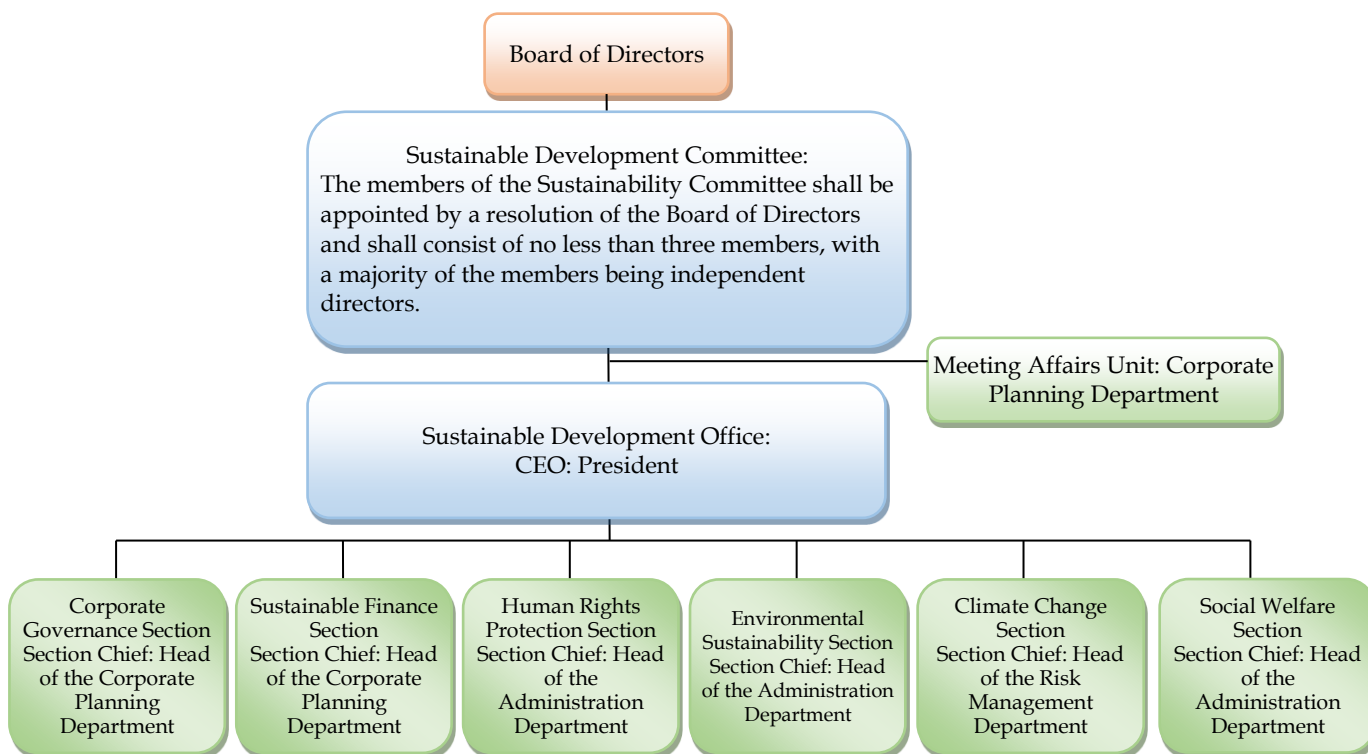 Board of Directors
Sustainable Development Committee:
The members of the Sustainability Committee shall be
appointed by a resolution of the Board of Directors
and shall consist of no less than three members, with
a majority of the members being independent
directors.
Meeting Affairs Unit: Corporate
Planning Department
Sustainable Development Office:
CEO: President
Corporate
Governance Section
Section Chief: Head
of the Corporate
Planning
Department
Sustainable Finance
Section
Section Chief: Head
of the Corporate
Planning
Department
Human Rights
Protection Section
Section Chief: Head
of the
Administration
Department
Environmental
Sustainability Section
Section Chief: Head
of the Administration
Department
Climate Change
Section
Section Chief: Head
of the Risk
Management
Department
Social Welfare
Section
Section Chief: Head
of the
Administration
Department